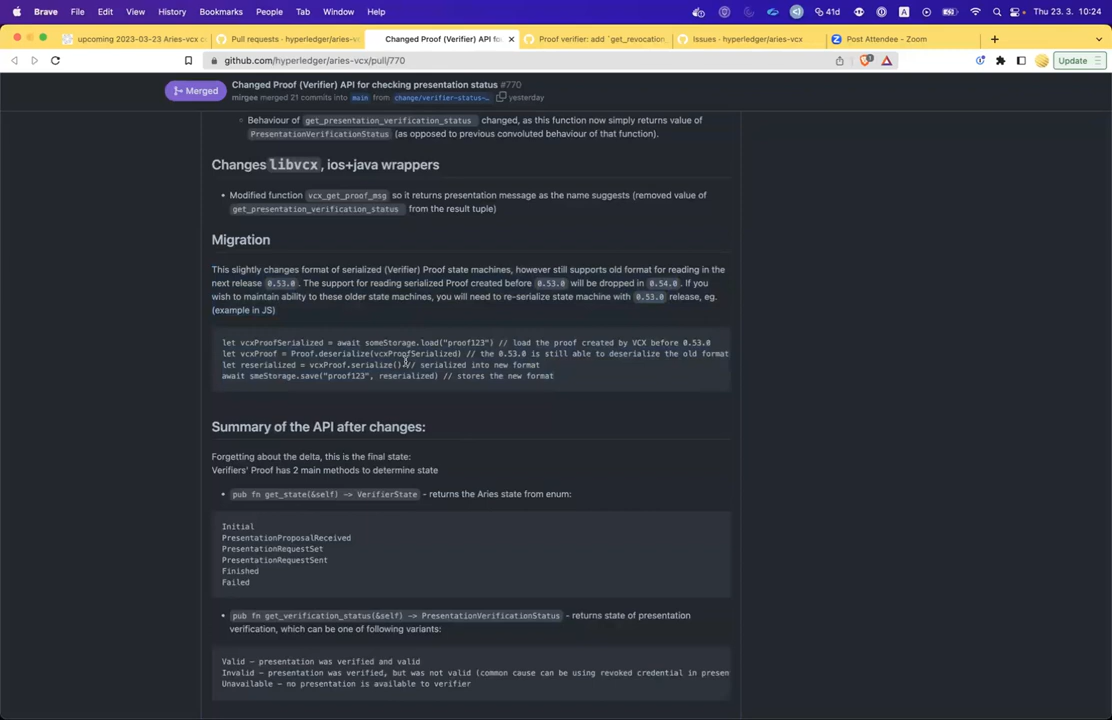 Brave File Edit View History Bookmarks People Tab Window Help 41d A Thu 23. 3. 10:24
upcoming 2023-03-23 Aries-vcx c Pull requests · hyperledger/aries- Changed Proof (Verifier) API fo Proof verifier: add `get_revocation_ Issues · hyperledger/aries-vcx Post Attendee - Zoom
github.com/hyperledger/aries-vcx/pull/770 Update
Merged
Changed Proof (Verifier) API for checking presentation status #770
mirgee merged 21 commits into main from change/verifier-status-… yesterday
Behaviour of get_presentation_verification_status changed, as this function now simply returns value of
PresentationVerificationStatus (as opposed to previous convoluted behaviour of that function).
Changes libvcx, ios+java wrappers
• Modified function vcx_get_proof_msg so it returns presentation message as the name suggests (removed value of
get_presentation_verification_status from the result tuple)
Migration
This slightly changes format of serialized (Verifier) Proof state machines, however still supports old format for reading in the
next release 0.53.0. The support for reading serialized Proof created before 0.53.0 will be dropped in 0.54.0. If you
wish to maintain ability to these older state machines, you will need to re-serialize state machine with 0.53.0 release, eg.
(example in JS)
let vcxProofSerialized = await someStorage.load("proof123") // load the proof created by VCX before 0.53.0
let vcxProof = Proof.deserialize(vcxProofSerialized) // the 0.53.0 is still able to deserialize the old format
let reserialized = vcxProof.serialize() // serialized into new format
await smeStorage.save("proof123", reserialized) // stores the new format
Summary of the API after changes:
Forgetting about the delta, this is the final state:
Verifiers' Proof has 2 main methods to determine state
• pub fn get_state(&self) -> VerifierState - returns the Aries state from enum:
Initial
PresentationProposalReceived
PresentationRequestSet
PresentationRequestSent
Finished
Failed
• pub fn get_verification_status(&self) -> PresentationVerificationStatus - returns state of presentation
verification, which can be one of following variants:
Valid – presentation was verified and valid
Invalid – presentation was verified, but was not valid (common cause can be using revoked credential in presen
Unavailable – no presentation is available to verifier